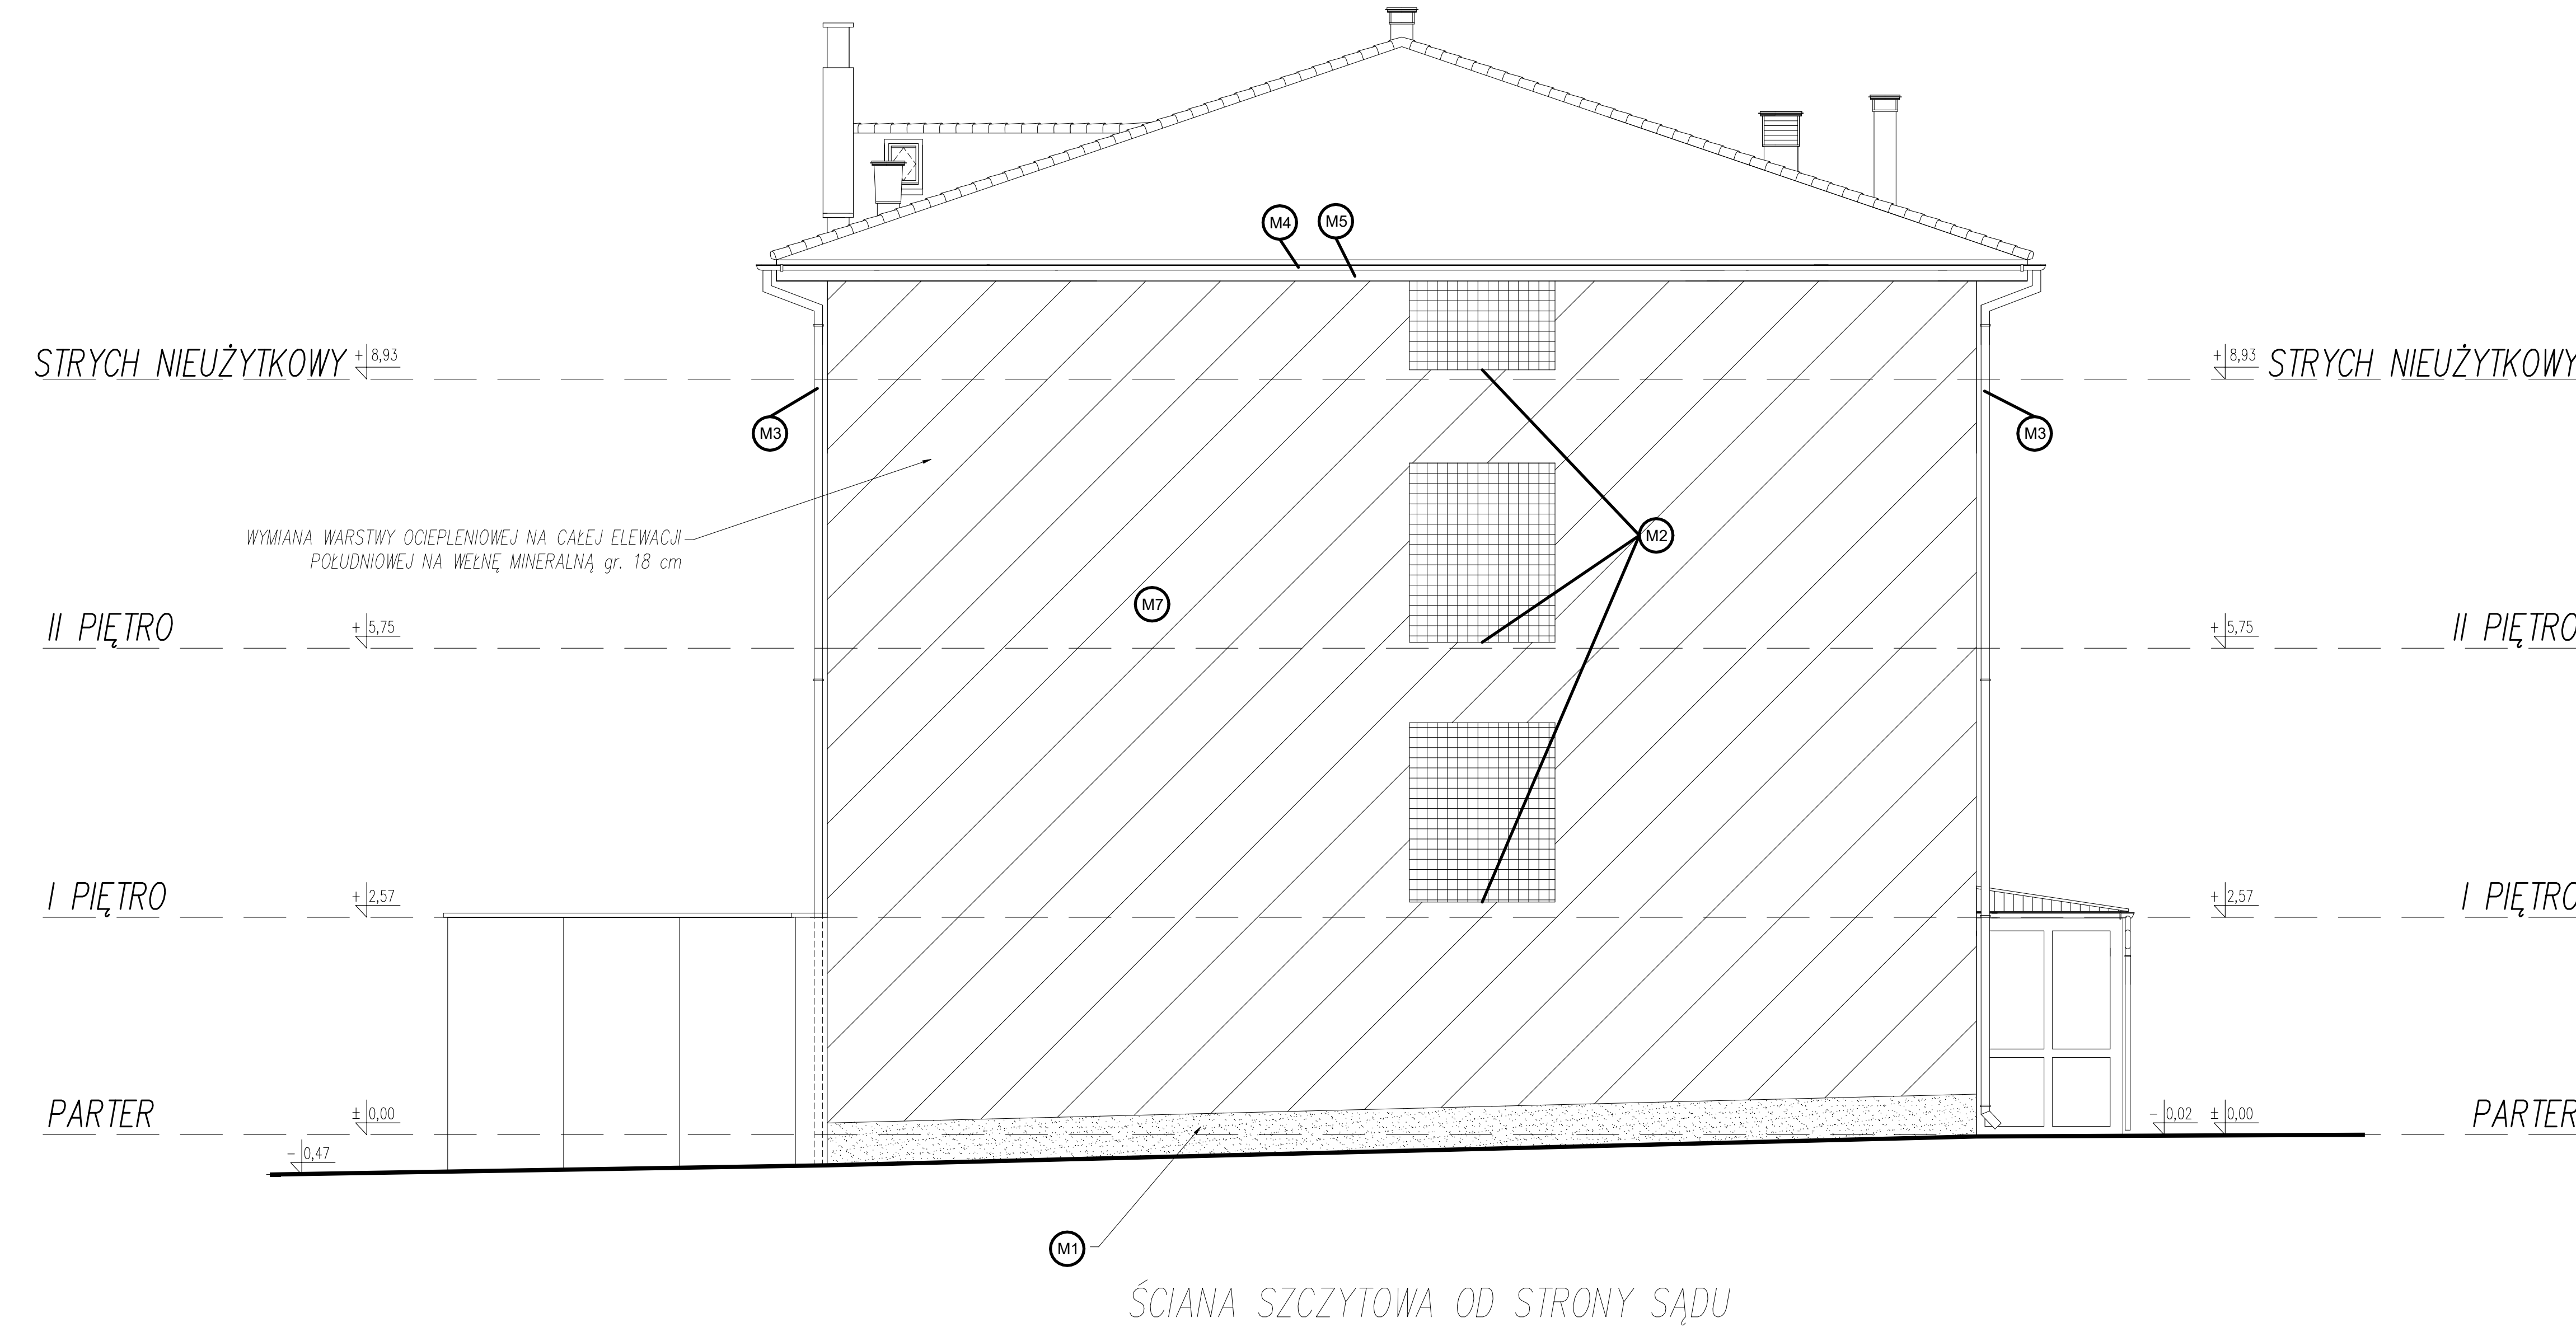 M4
M5
STRYCH NIEUŻYTKOWY
+ 8,93
+ 8,93
STRYCH NIEUŻYTKOWY
M3
M3
WYMIANA WARSTWY OCIEPLENIOWEJ NA CAŁEJ ELEWACJI
POŁUDNIOWEJ NA WEŁNĘ MINERALNĄ gr. 18 cm
M2
M7
II PIĘTRO
+ 5,75
+ 5,75
II PIĘTRO
I PIĘTRO
+ 2,57
+ 2,57
I PIĘTRO
PARTER
± 0,00
- 0,02
± 0,00
PARTER
- 0,47
M1
ŚCIANA SZCZYTOWA OD STRONY SĄDU